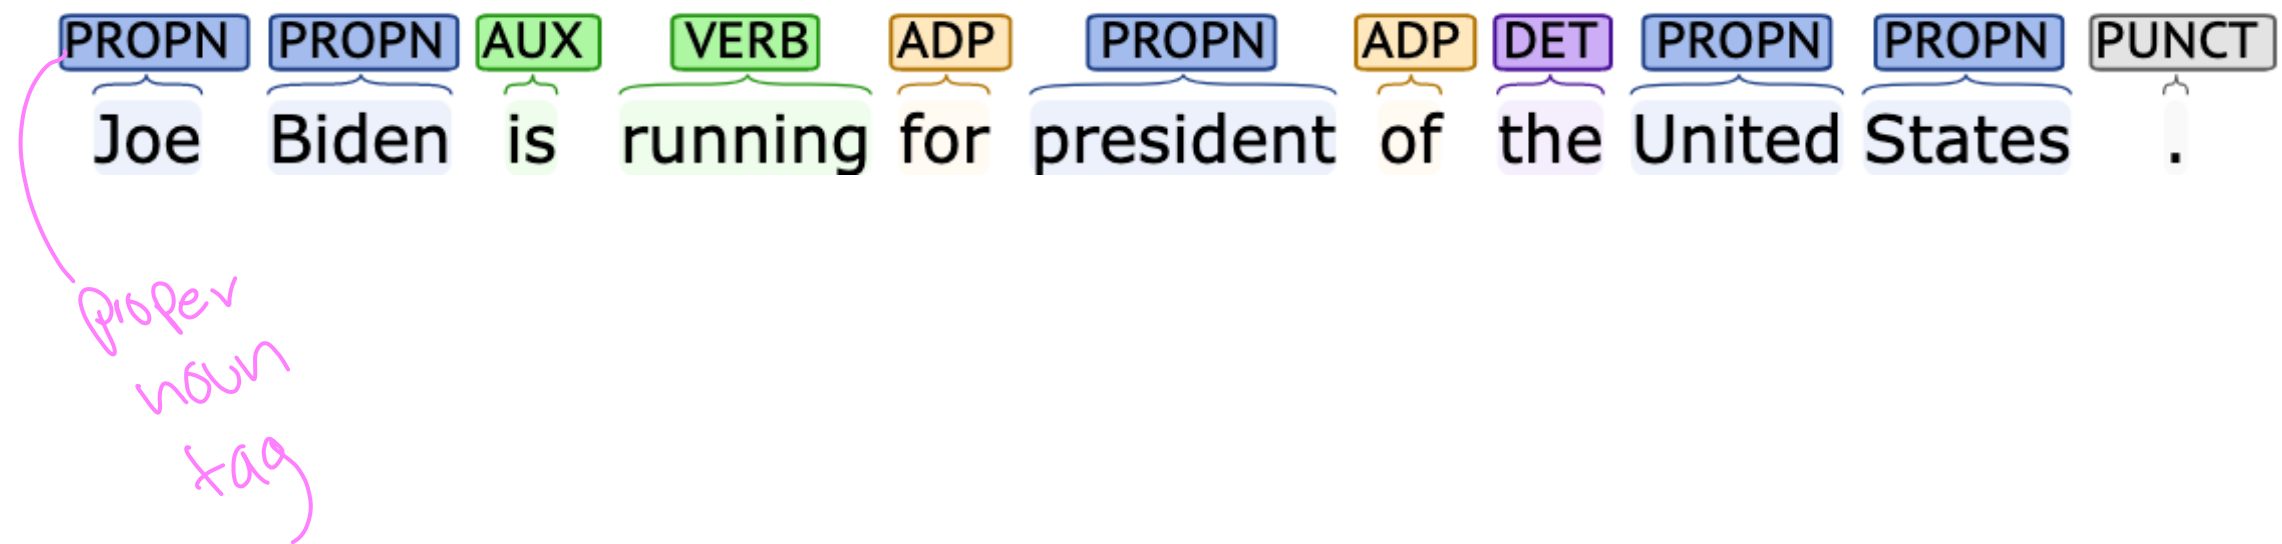 PROPN PROPN AUX VERB ADP PROPN ADP DET PROPN PROPN PUNCT
Joe Biden is running for president of the United States .
proper
noun
tag